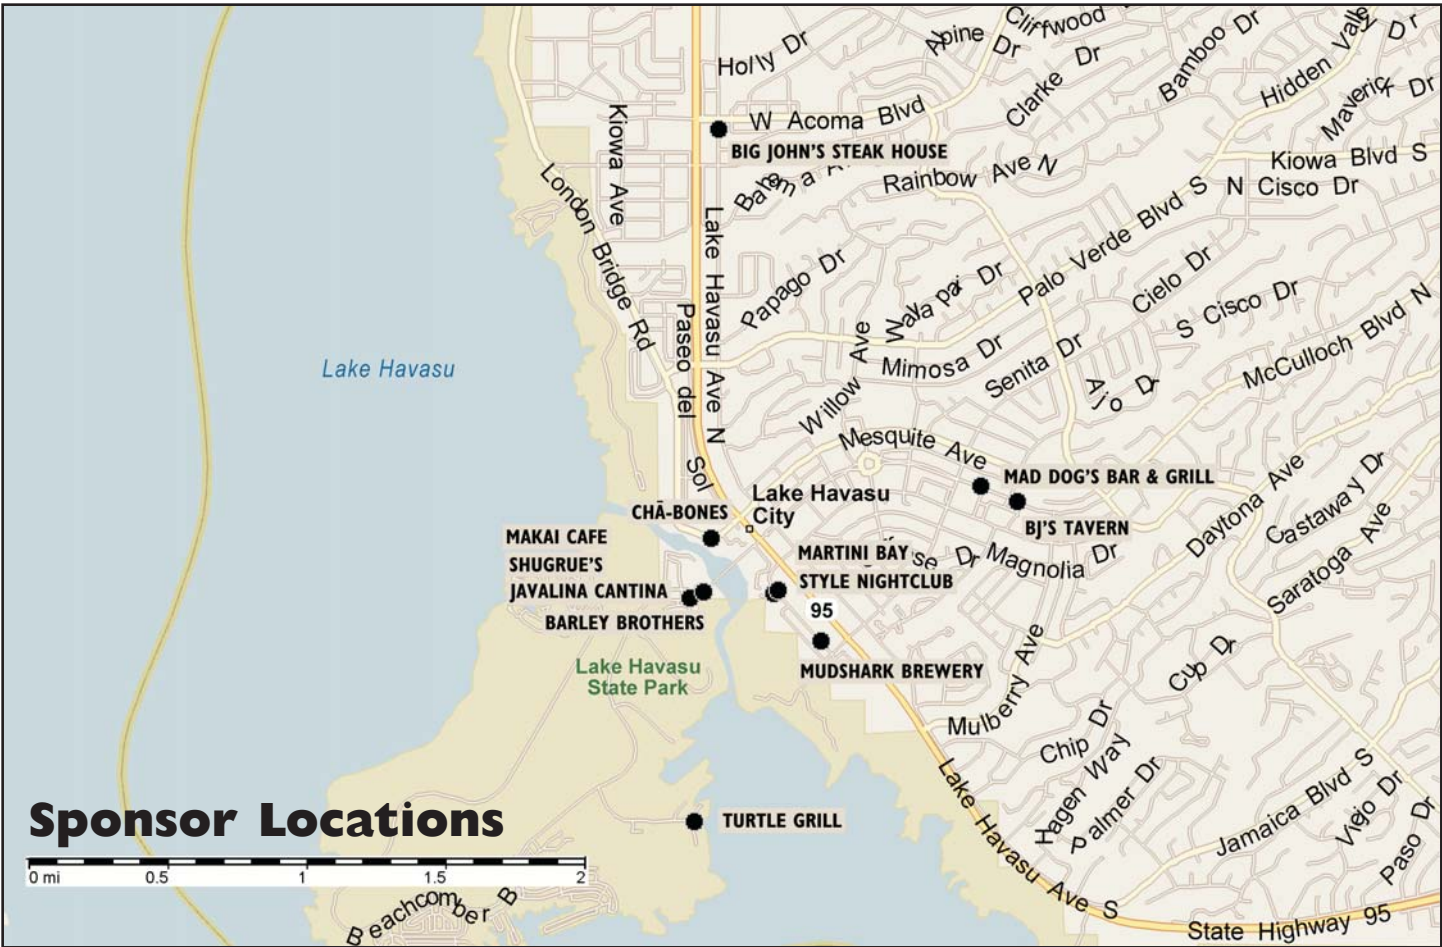 Cliffwood
Alpine Dr
Holly Dr
Clarke Dr
Bamboo Dr
Hidden Valley Dr
Maverick Dr
Kiowa Ave
W Acoma Blvd
BIG JOHN'S STEAK HOUSE
Kiowa Blvd S
Rainbow Ave N
N Cisco Dr
London Bridge Rd
Lake Havasu Ave N
Palo Verde Blvd S
Papago Dr
Walapai Dr
Cielo Dr
S Cisco Dr
Paseo del Sol
Lake Havasu
Willow Ave
Mimosa Dr
Senita Dr
Ajo Dr
McCulloch Blvd N
Mesquite Ave
MAD DOG'S BAR & GRILL
BJ'S TAVERN
Lake Havasu
City
CHĀ-BONES
MAKAI CAFE
SHUGRUE'S
JAVALINA CANTINA
BARLEY BROTHERS
MARTINI BAY
STYLE NIGHTCLUB
se Dr
Magnolia Dr
Daytona Ave
Castaway Dr
Saratoga Ave
95
MUDSHARK BREWERY
Lake Havasu
State Park
Mulberry Ave
Cup Dr
Chip Dr
Hagen Way
Palmer Dr
Jamaica Blvd S
Viejo Dr
Paso Dr
Lake Havasu Ave S
State Highway 95
TURTLE GRILL
Sponsor Locations
0 mi 0.5 1 1.5 2
Beachcomber B